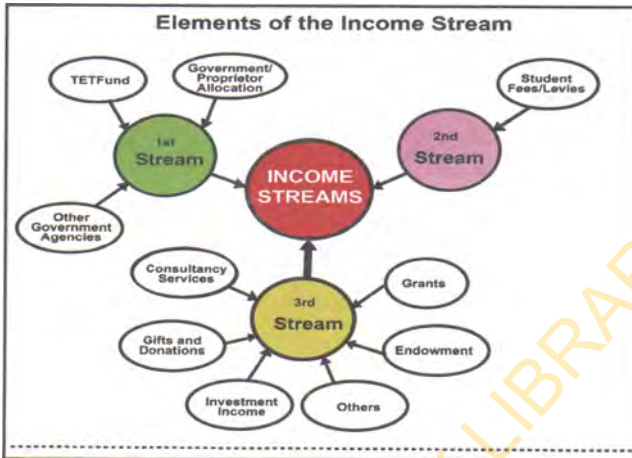 Elements of the Income Stream
TETFund
Government/
Proprietor
Allocation
Student
Fees/Levies
1st
Stream
2nd
Stream
INCOME
STREAMS
Other
Government
Agencies
Consultancy
Services
Grants
3rd
Stream
Gifts and
Donations
Endowment
Investment
Income
Others
LIBRAR